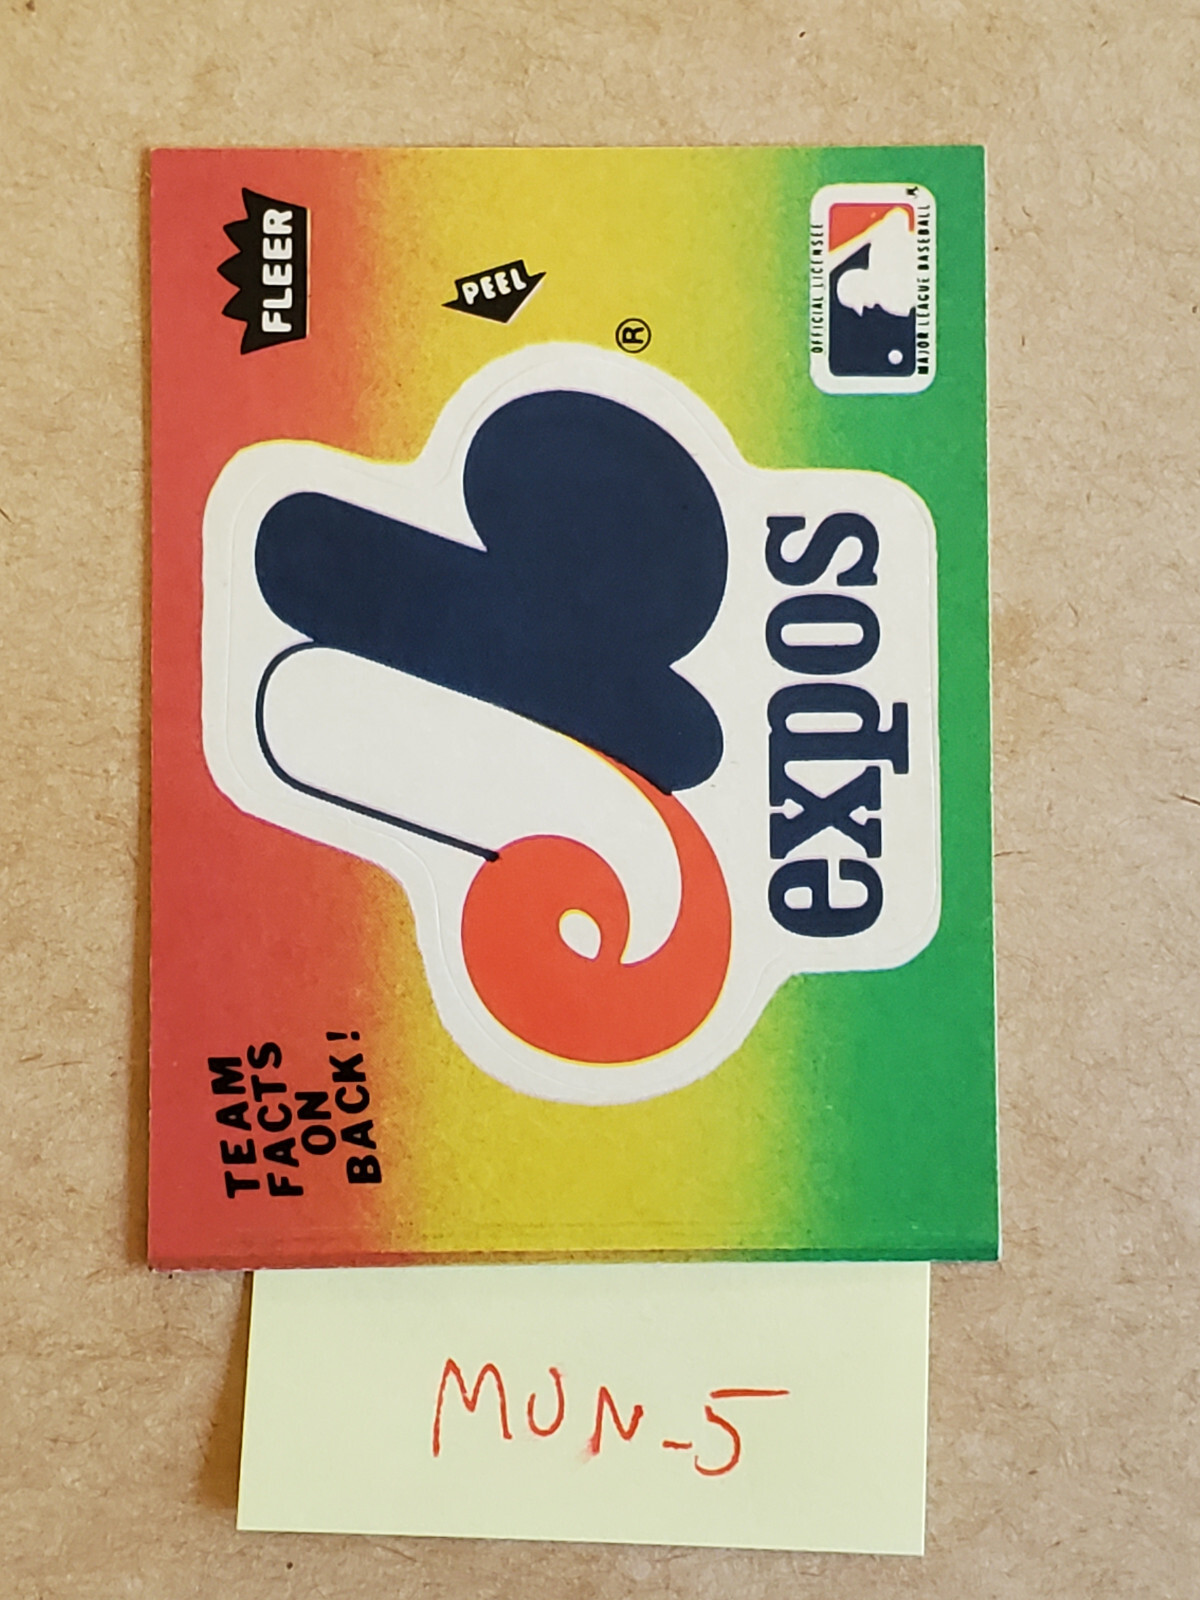 TEAM
FACTS
ON
BACK!
FLEER
PEEL
®
expos
OFFICIAL LICENSEE
MAJOR LEAGUE BASEBALL
MUN-5